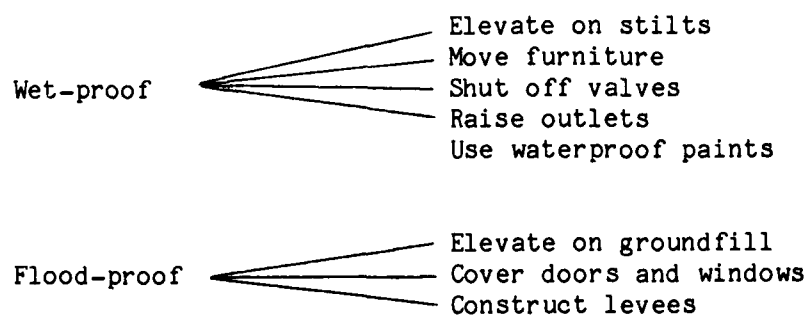 Elevate on stilts
Move furniture
Wet-proof
Shut off valves
Raise outlets
Use waterproof paints
Elevate on groundfill
Flood-proof
Cover doors and windows
Construct levees